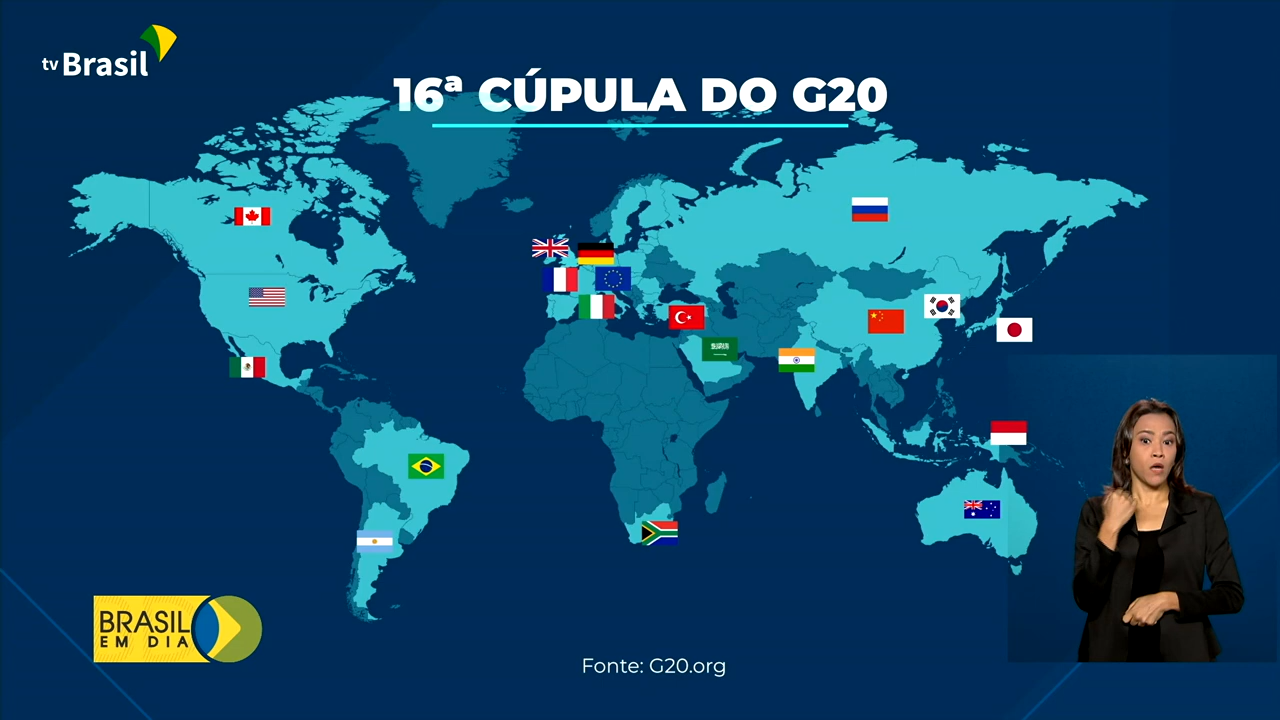 tv Brasil
16ª CÚPULA DO G20
BRASIL
EM DIA
Fonte: G20.org